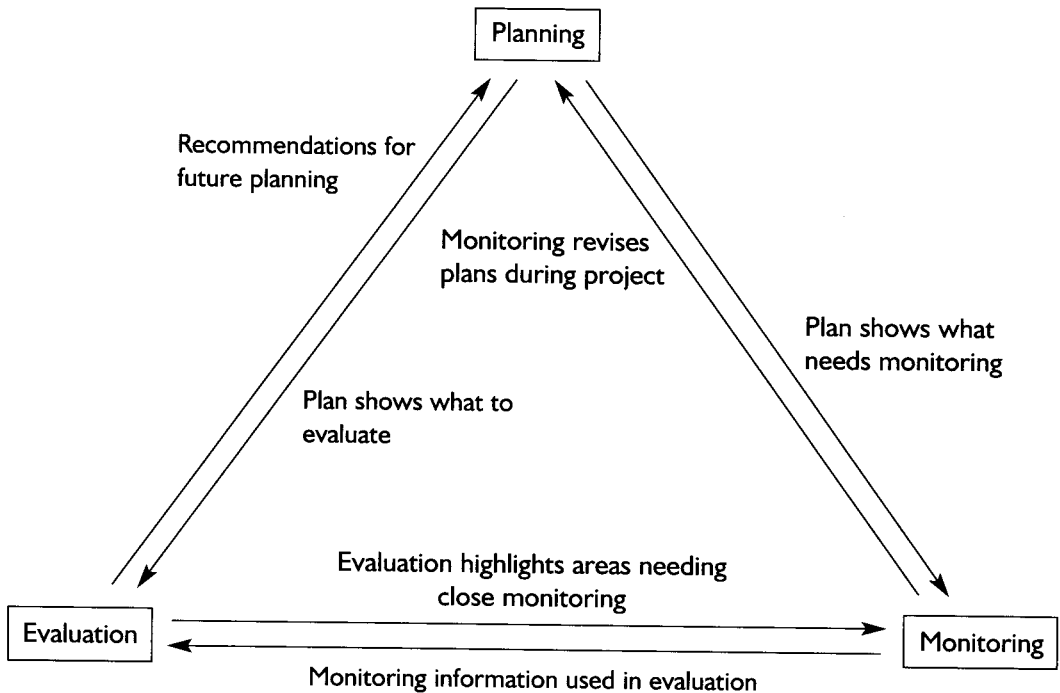 Planning
Recommendations for
future planning
Monitoring revises
plans during project
Plan shows what
needs monitoring
Plan shows what to
evaluate
Evaluation highlights areas needing
close monitoring
Evaluation
Monitoring
Monitoring information used in evaluation